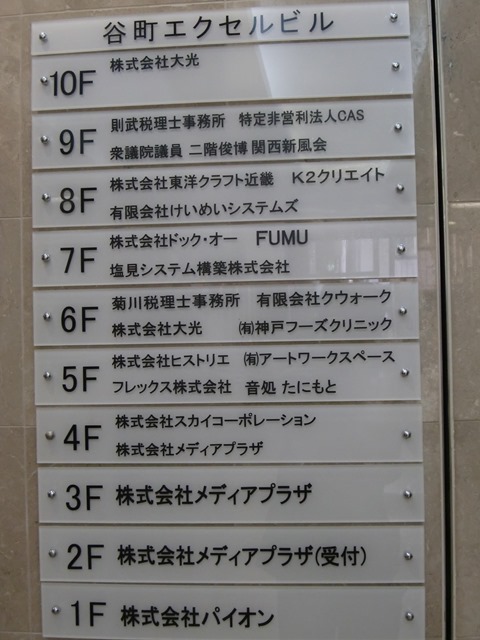 谷町エクセルビル
10F 株式会社大光
9F 則武税理士事務所 特定非営利法人CAS
衆議院議員 二階俊博 関西新風会
8F 株式会社東洋クラフト近畿 K2クリエイト
有限会社けいめいシステムズ
7F 株式会社ドック・オー FUMU
塩見システム構築株式会社
6F 菊川税理士事務所 有限会社クウォーク
株式会社大光 ㈲神戸フーズクリニック
5F 株式会社ヒストリエ ㈲アートワークスペース
フレックス株式会社 音処 たにもと
4F 株式会社スカイコーポレーション
株式会社メディアプラザ
3F 株式会社メディアプラザ
2F 株式会社メディアプラザ(受付)
1F 株式会社パイオン